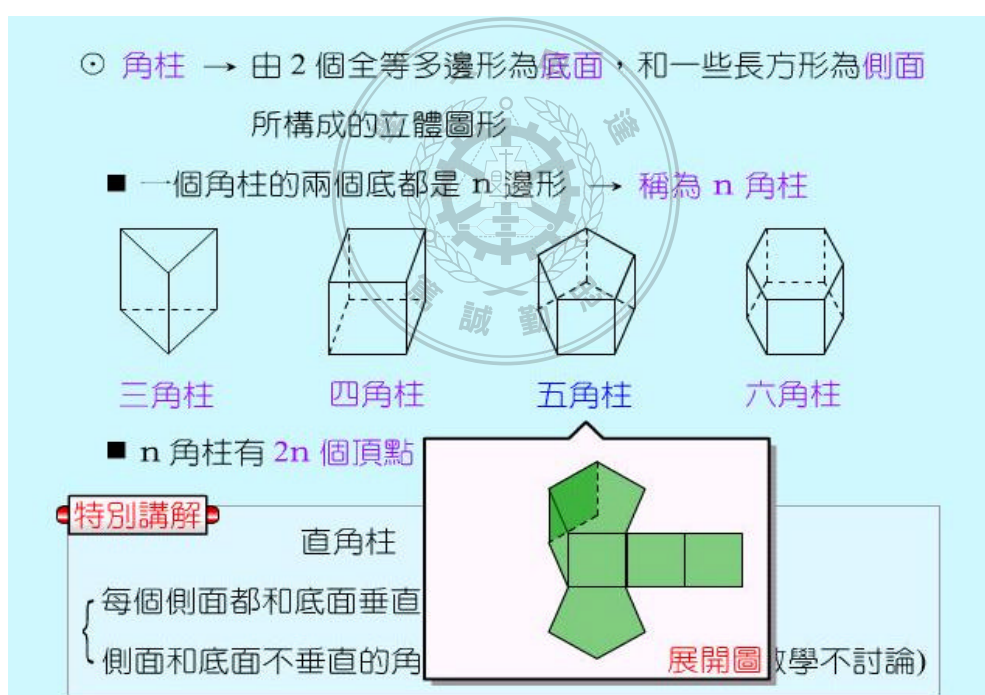 ⊙ 角柱 → 由 2 個全等多邊形為底面，和一些長方形為側面
所構成的立體圖形
■ 一個角柱的兩個底都是 n 邊形 → 稱為 n 角柱
誠 勤
三角柱 四角柱 五角柱 六角柱
■ n 角柱有 2n 個頂點
特別講解
直角柱
每個側面都和底面垂直
側面和底面不垂直的角
展開圖
學不討論)